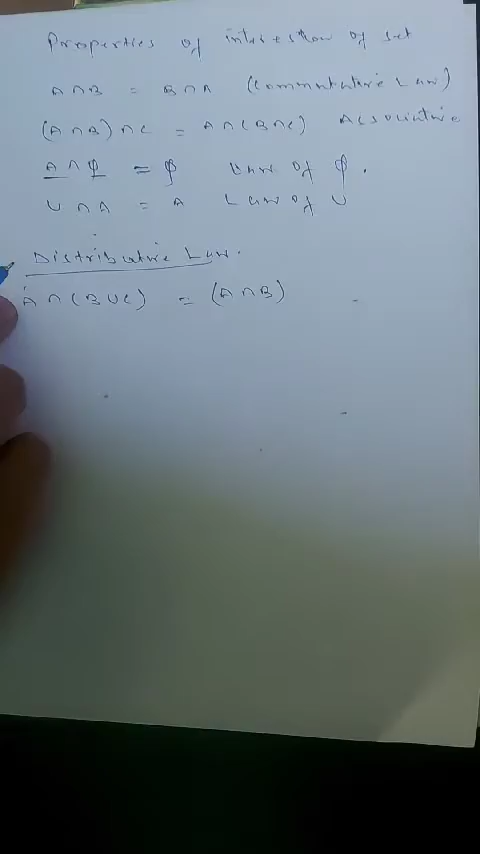 Properties of intersection of set
A ∩ B = B ∩ A (Commutative Law)
(A ∩ B) ∩ C = A ∩ (B ∩ C) Associative
A ∩ φ = φ Law of φ.
U ∩ A = A Law of U
Distributive Law.
A ∩ (B ∪ C) = (A ∩ B)